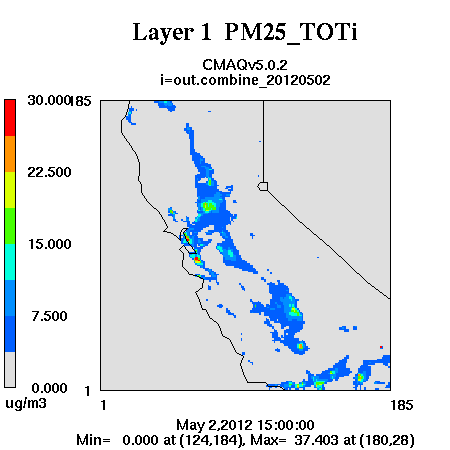 Layer 1 PM25_TOTi
CMAQv5.0.2
i=out.combine_20120502
30.000
185
22.500
15.000
7.500
0.000
1
ug/m3
1
185
May 2,2012 15:00:00
Min= 0.000 at (124,184), Max= 37.403 at (180,28)